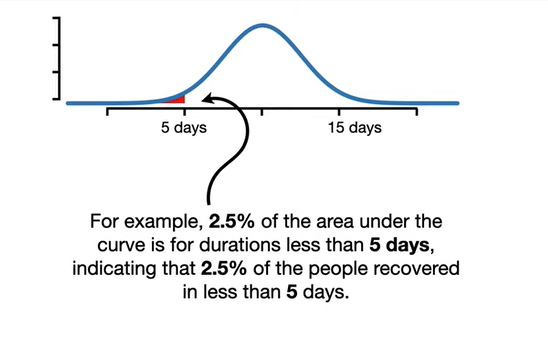 5 days
15 days
For example, 2.5% of the area under the
curve is for durations less than 5 days,
indicating that 2.5% of the people recovered
in less than 5 days.